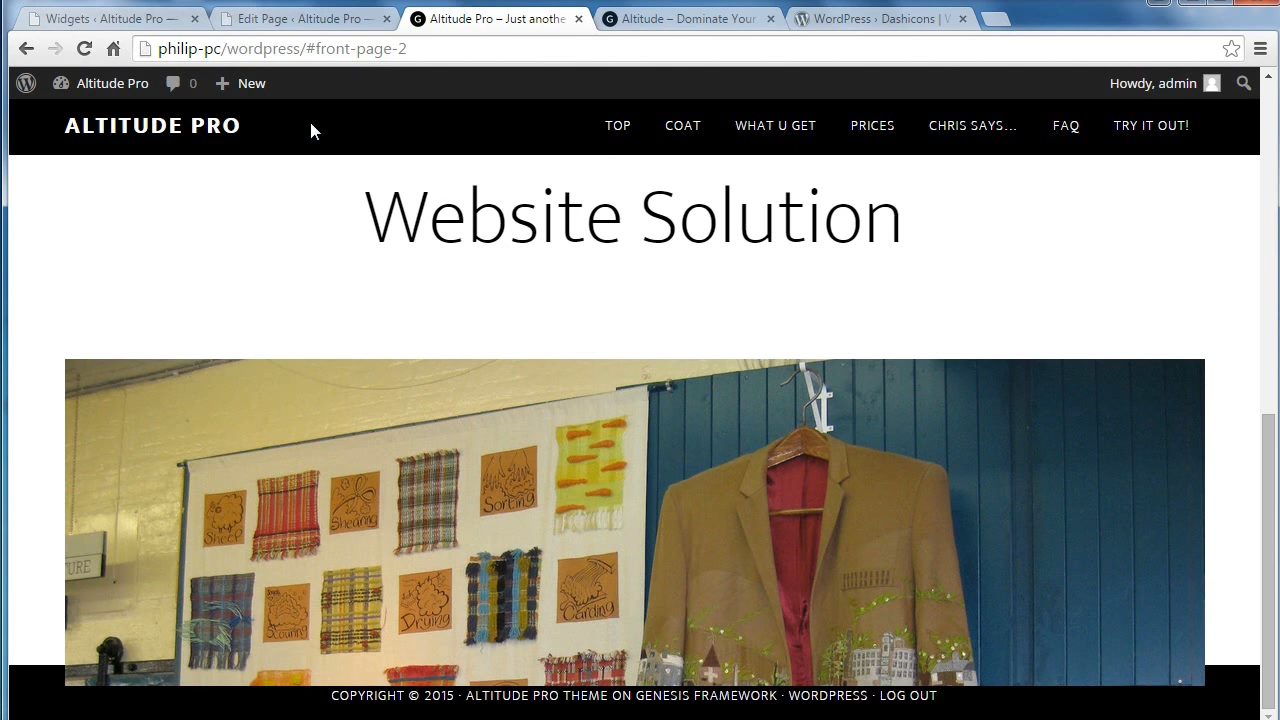 Widgets ‹ Altitude Pro —
Edit Page ‹ Altitude Pro —
Altitude Pro – Just anothe
Altitude – Dominate Your
WordPress › Dashicons | W
philip-pc/wordpress/#front-page-2
Altitude Pro
0
New
Howdy, admin
ALTITUDE PRO
TOP
COAT
WHAT U GET
PRICES
CHRIS SAYS...
FAQ
TRY IT OUT!
Website Solution
Sheep
Shearing
Sorting
TURE
Scouring
Drying
Carding
COPYRIGHT © 2015 · ALTITUDE PRO THEME ON GENESIS FRAMEWORK · WORDPRESS · LOG OUT